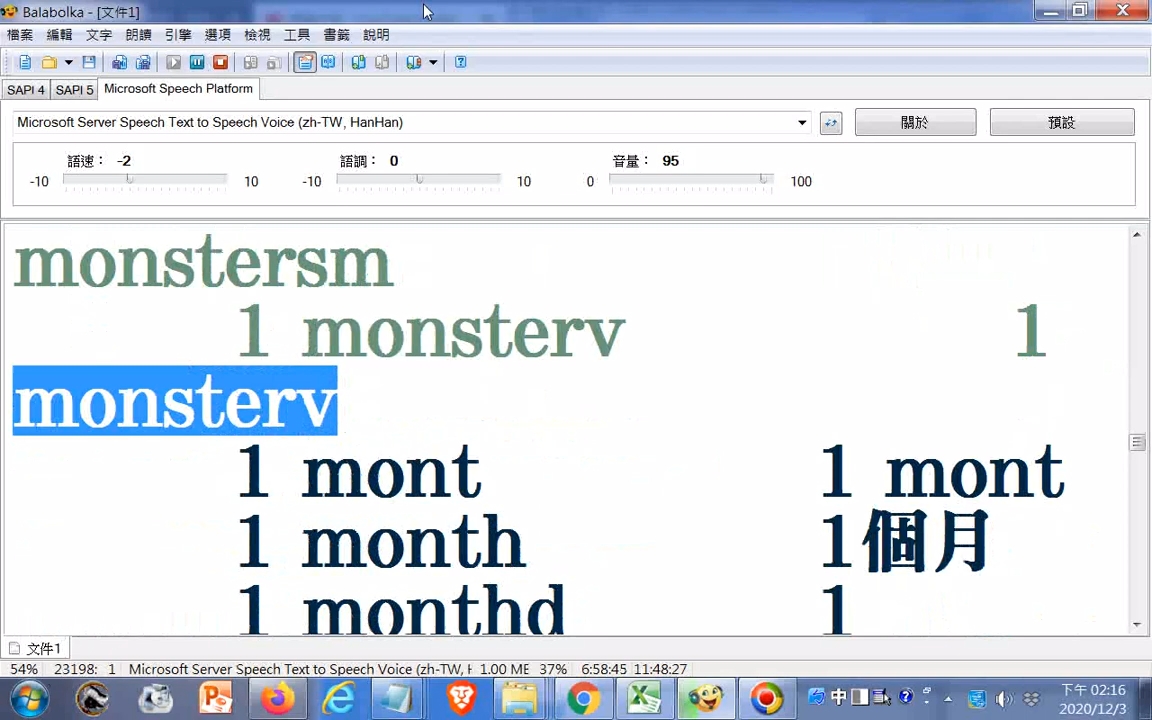 Balabolka - [文件1]
檔案 編輯 文字 朗讀 引擎 選項 檢視 工具 書籤 說明
SAPI 4 SAPI 5 Microsoft Speech Platform
Microsoft Server Speech Text to Speech Voice (zh-TW, HanHan) 關於 預設
語速： -2 語調： 0 音量： 95
-10 10 -10 10 0 100
monstersm
1 monsterv 1
monsterv
1 mont 1 mont
1 month 1個月
1 monthd 1
文件1
54% 23198: 1 Microsoft Server Speech Text to Speech Voice (zh-TW, 1.00 ME 37% 6:58:45 11:48:27
中 下午 02:16
2020/12/3